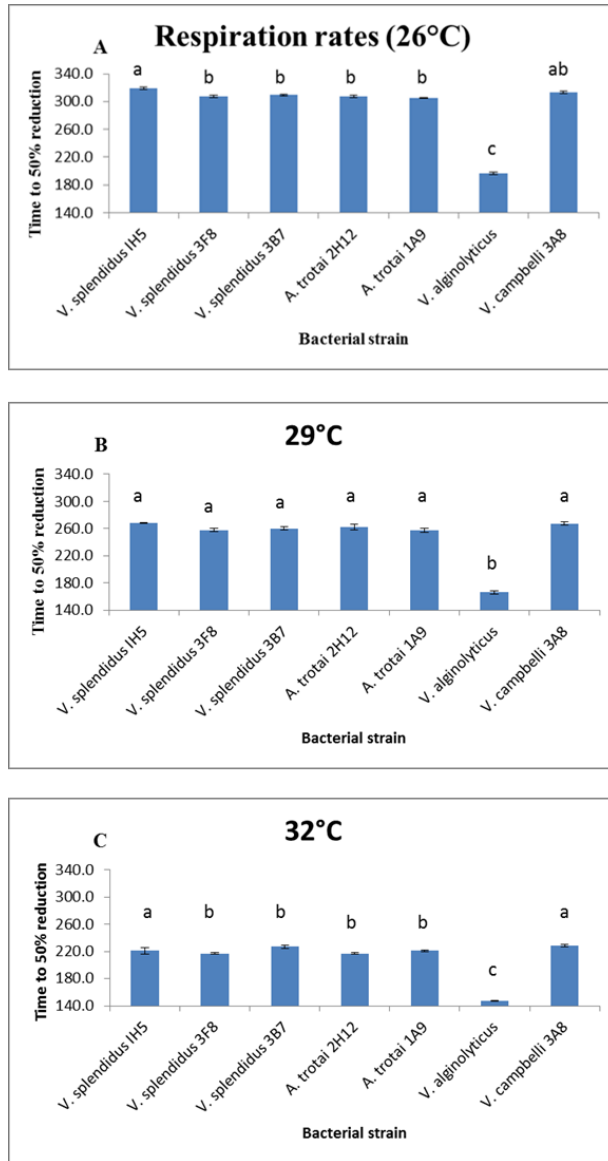 A
Respiration rates (26°C)
Time to 50% reduction
340.0
300.0
260.0
220.0
180.0
140.0
a
b
b
b
b
c
ab
V. splendidus IH5
V. splendidus 3F8
V. splendidus 3B7
A. trotai 2H12
A. trotai 1A9
V. alginolyticus
V. campbelli 3A8
Bacterial strain
B
29°C
Time to 50% reduction
340.0
300.0
260.0
220.0
180.0
140.0
a
a
a
a
a
b
a
V. splendidus IH5
V. splendidus 3F8
V. splendidus 3B7
A. trotai 2H12
A. trotai 1A9
V. alginolyticus
V. campbelli 3A8
Bacterial strain
C
32°C
Time to 50% reduction
340.0
300.0
260.0
220.0
180.0
140.0
a
b
b
b
b
c
a
V. splendidus IH5
V. splendidus 3F8
V. splendidus 3B7
A. trotai 2H12
A. trotai 1A9
V. alginolyticus
V. campbelli 3A8
Bacterial strain